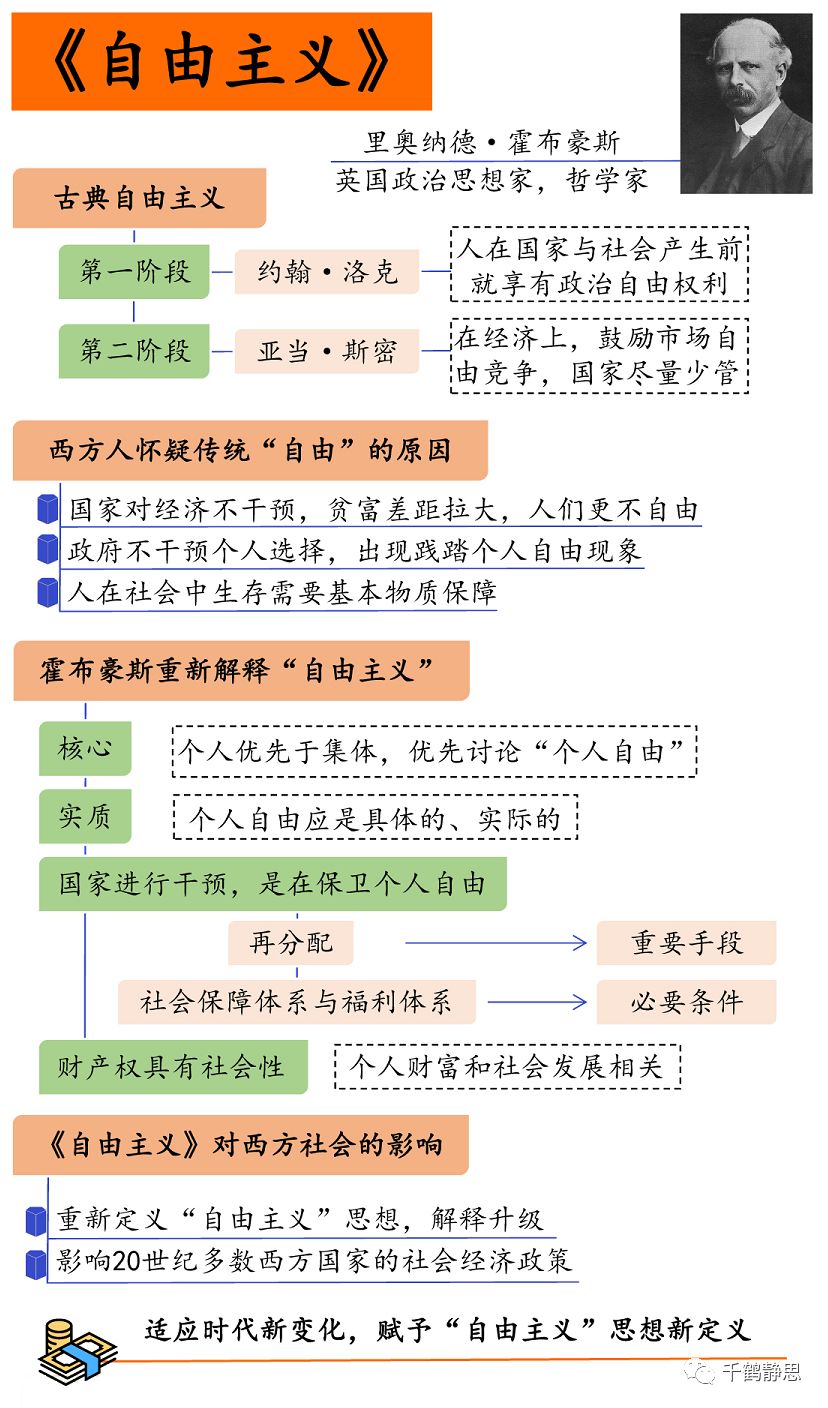 《自由主义》
里奥纳德·霍布豪斯
英国政治思想家，哲学家
古典自由主义
第一阶段
约翰·洛克
人在国家与社会产生前
就享有政治自由权利
第二阶段
亚当·斯密
在经济上，鼓励市场自
由竞争，国家尽量少管
西方人怀疑传统“自由”的原因
国家对经济不干预，贫富差距拉大，人们更不自由
政府不干预个人选择，出现践踏个人自由现象
人在社会中生存需要基本物质保障
霍布豪斯重新解释“自由主义”
核心
个人优先于集体，优先讨论“个人自由”
实质
个人自由应是具体的、实际的
国家进行干预，是在保卫个人自由
再分配
重要手段
社会保障体系与福利体系
必要条件
财产权具有社会性
个人财富和社会发展相关
《自由主义》对西方社会的影响
重新定义“自由主义”思想，解释升级
影响20世纪多数西方国家的社会经济政策
适应时代新变化，赋予“自由主义”思想新定义
千鹤静思